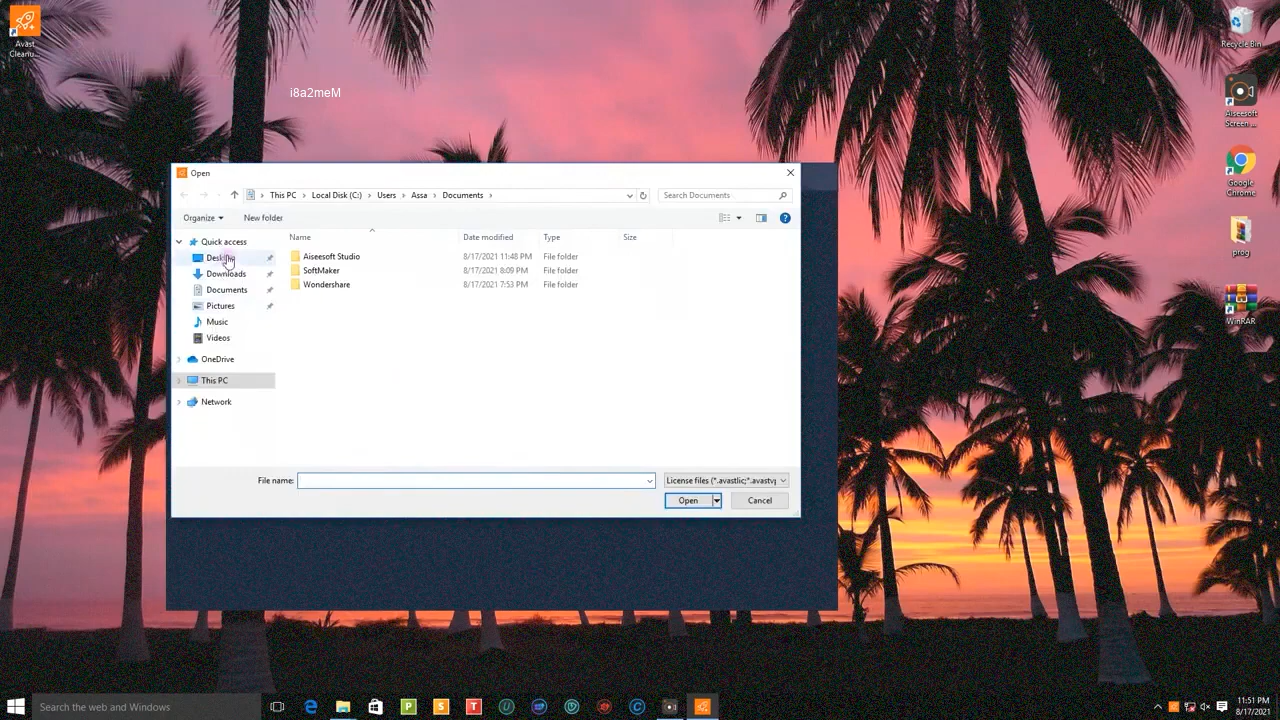 Avast
Cleanu...
i8a2meM
Recycle Bin
Aiseesoft
Screen ...
Google
Chrome
prog
WinRAR
Open
This PC > Local Disk (C:) > Users > Assa > Documents >
Search Documents
Organize
New folder
Name
Date modified
Type
Size
Quick access
Desktop
Downloads
Documents
Pictures
Music
Videos
OneDrive
This PC
Network
Aiseesoft Studio 8/17/2021 11:48 PM File folder
SoftMaker 8/17/2021 8:09 PM File folder
Wondershare 8/17/2021 7:53 PM File folder
File name:
License files (*.avastlic;*.avastvp
Open
Cancel
Search the web and Windows
11:51 PM
8/17/2021